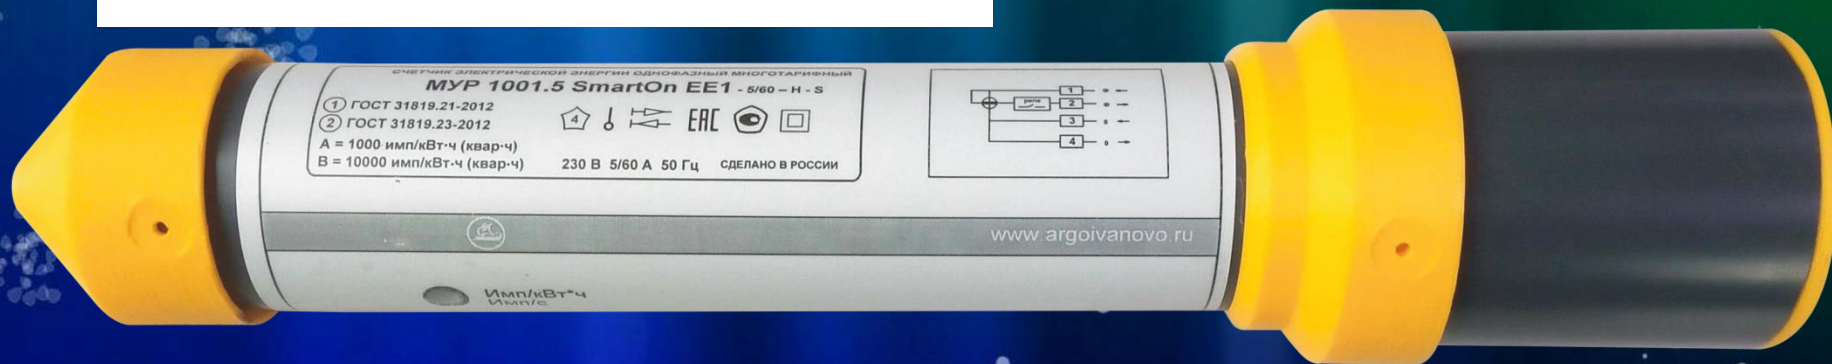 СЧЕТЧИК ЭЛЕКТРИЧЕСКОЙ ЭНЕРГИИ ОДНОФАЗНЫЙ МНОГОТАРИФНЫЙ
МУР 1001.5 SmartOn EE1 - 5/60 – H - S
1 ГОСТ 31819.21-2012
2 ГОСТ 31819.23-2012
4
ЕАС
A = 1000 имп/кВт·ч (квар·ч)
B = 10000 имп/кВт·ч (квар·ч)
230 В 5/60 А 50 Гц СДЕЛАНО В РОССИИ
реле
1
2
3
4
www.argoivanovo.ru
Имп/кВт*ч
Имп/с